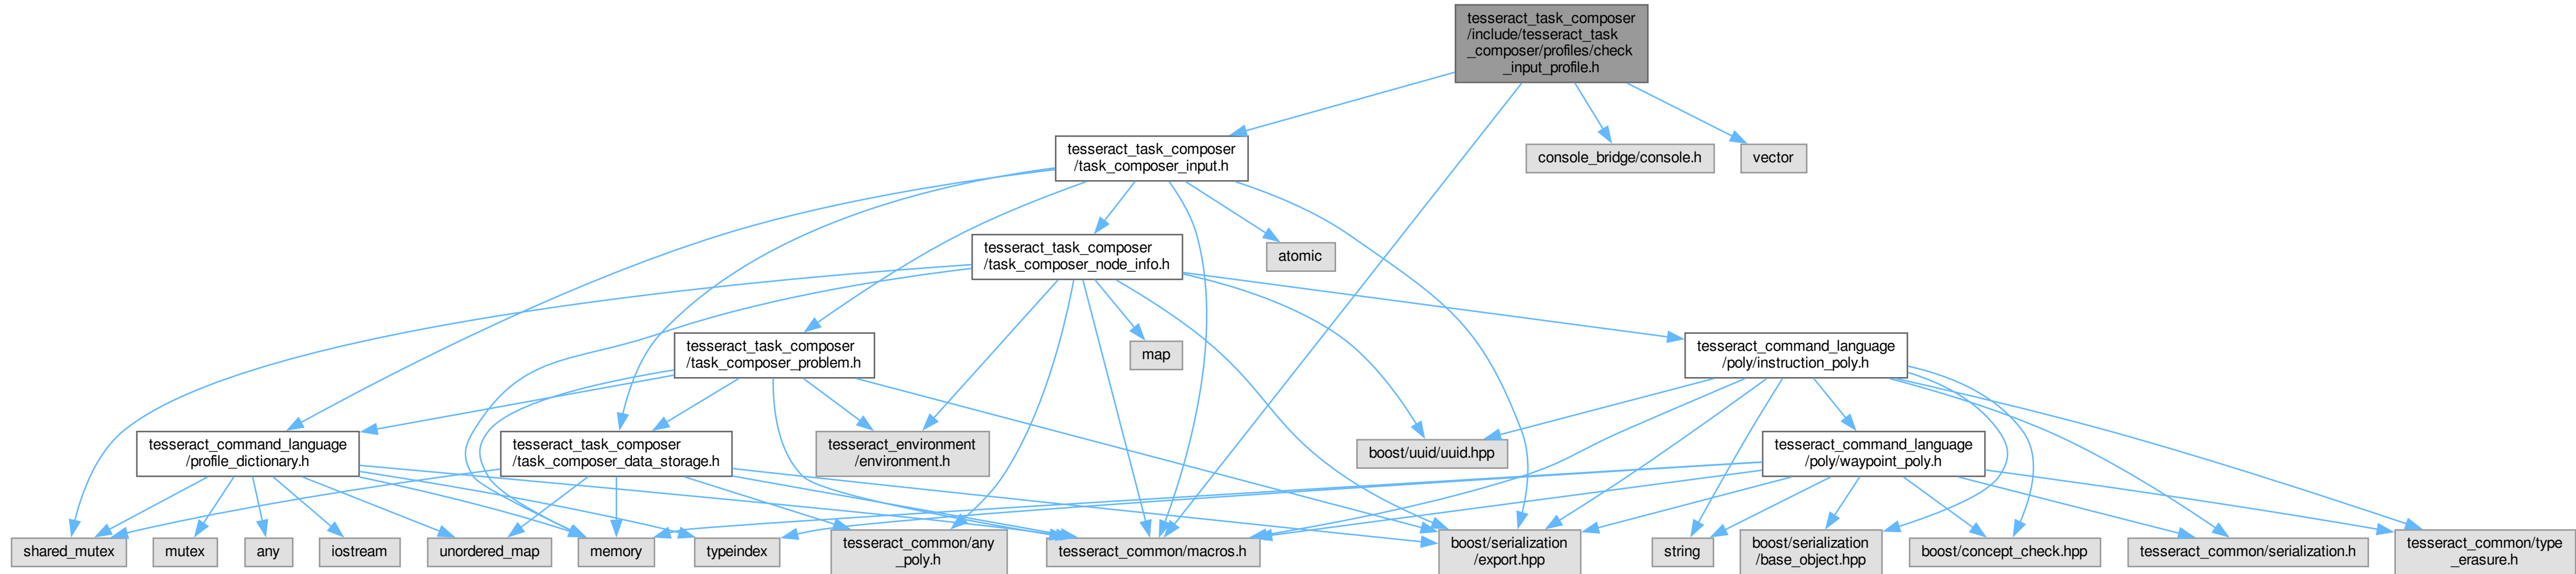 tesseract_task_composer
/include/tesseract_task
_composer/profiles/check
_input_profile.h
tesseract_task_composer
/task_composer_input.h
console_bridge/console.h
vector
tesseract_task_composer
/task_composer_node_info.h
atomic
tesseract_task_composer
/task_composer_problem.h
map
tesseract_command_language
/poly/instruction_poly.h
tesseract_command_language
/profile_dictionary.h
tesseract_task_composer
/task_composer_data_storage.h
tesseract_environment
/environment.h
boost/uuid/uuid.hpp
tesseract_command_language
/poly/waypoint_poly.h
shared_mutex
mutex
any
iostream
unordered_map
memory
typeindex
tesseract_common/any
_poly.h
tesseract_common/macros.h
boost/serialization
/export.hpp
string
boost/serialization
/base_object.hpp
boost/concept_check.hpp
tesseract_common/serialization.h
tesseract_common/type
_erasure.h